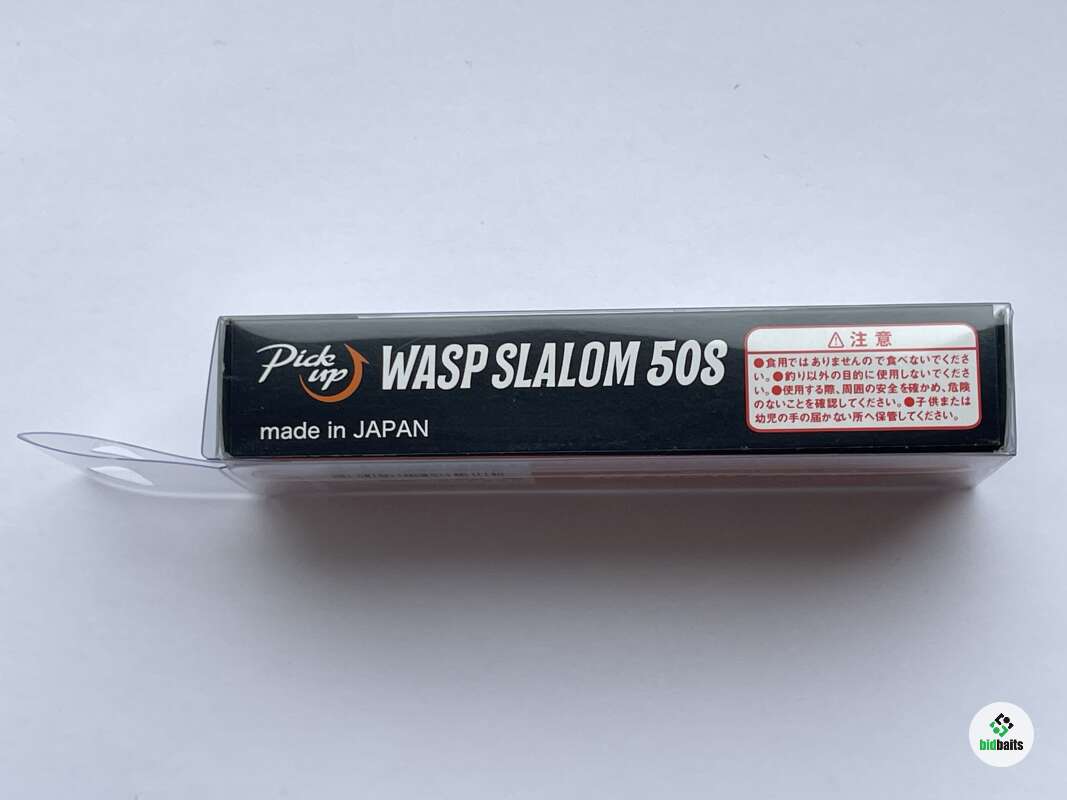 Pick up
WASP SLALOM 50S
made in JAPAN
⚠注意
●食用ではありませんので食べないでくださ
い。●釣り以外の目的に使用しないでくださ
い。●使用する際、周囲の安全を確かめ、危険
のないことを確認してください。●子供または
幼児の手の届かない所へ保管してください。
bidbaits